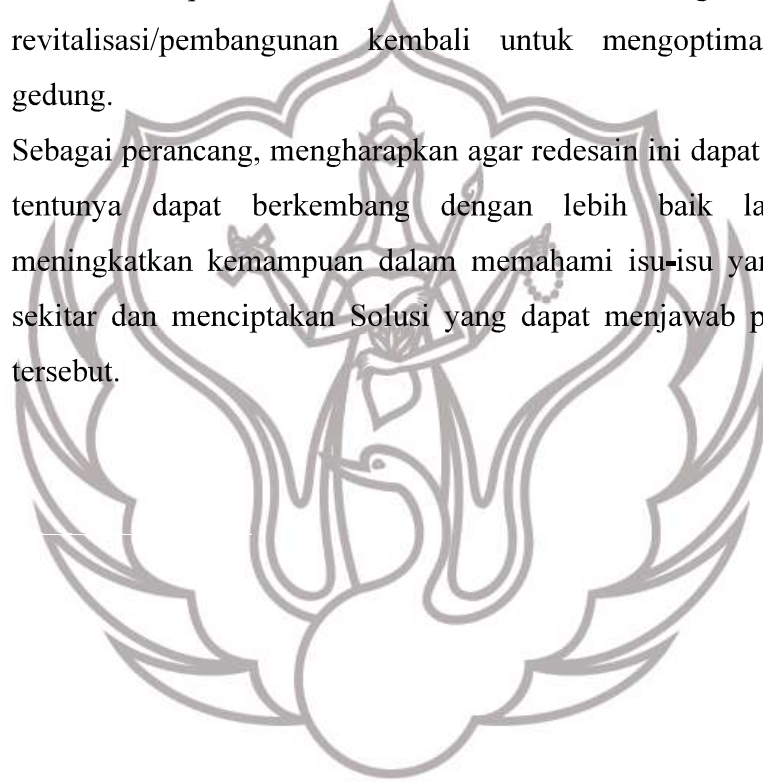 revitalisasi/pembangunan kembali untuk mengoptima
gedung.
Sebagai perancang, mengharapkan agar redesain ini dapat
tentunya dapat berkembang dengan lebih baik la
meningkatkan kemampuan dalam memahami isu-isu yan
sekitar dan menciptakan Solusi yang dapat menjawab p
tersebut.